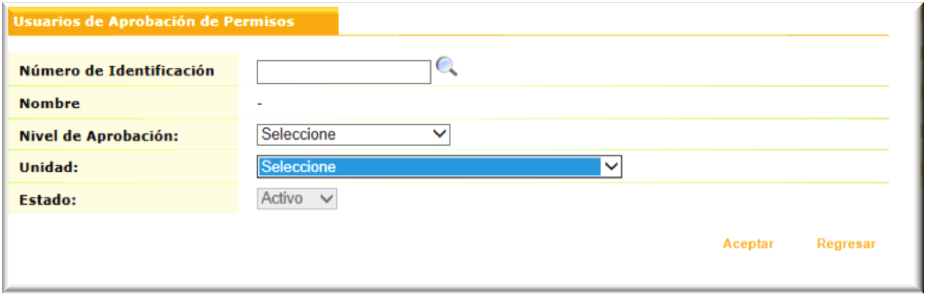 Usuarios de Aprobación de Permisos
Número de Identificación
Nombre -
Nivel de Aprobación: Seleccione
Unidad: Seleccione
Estado: Activo
Aceptar Regresar